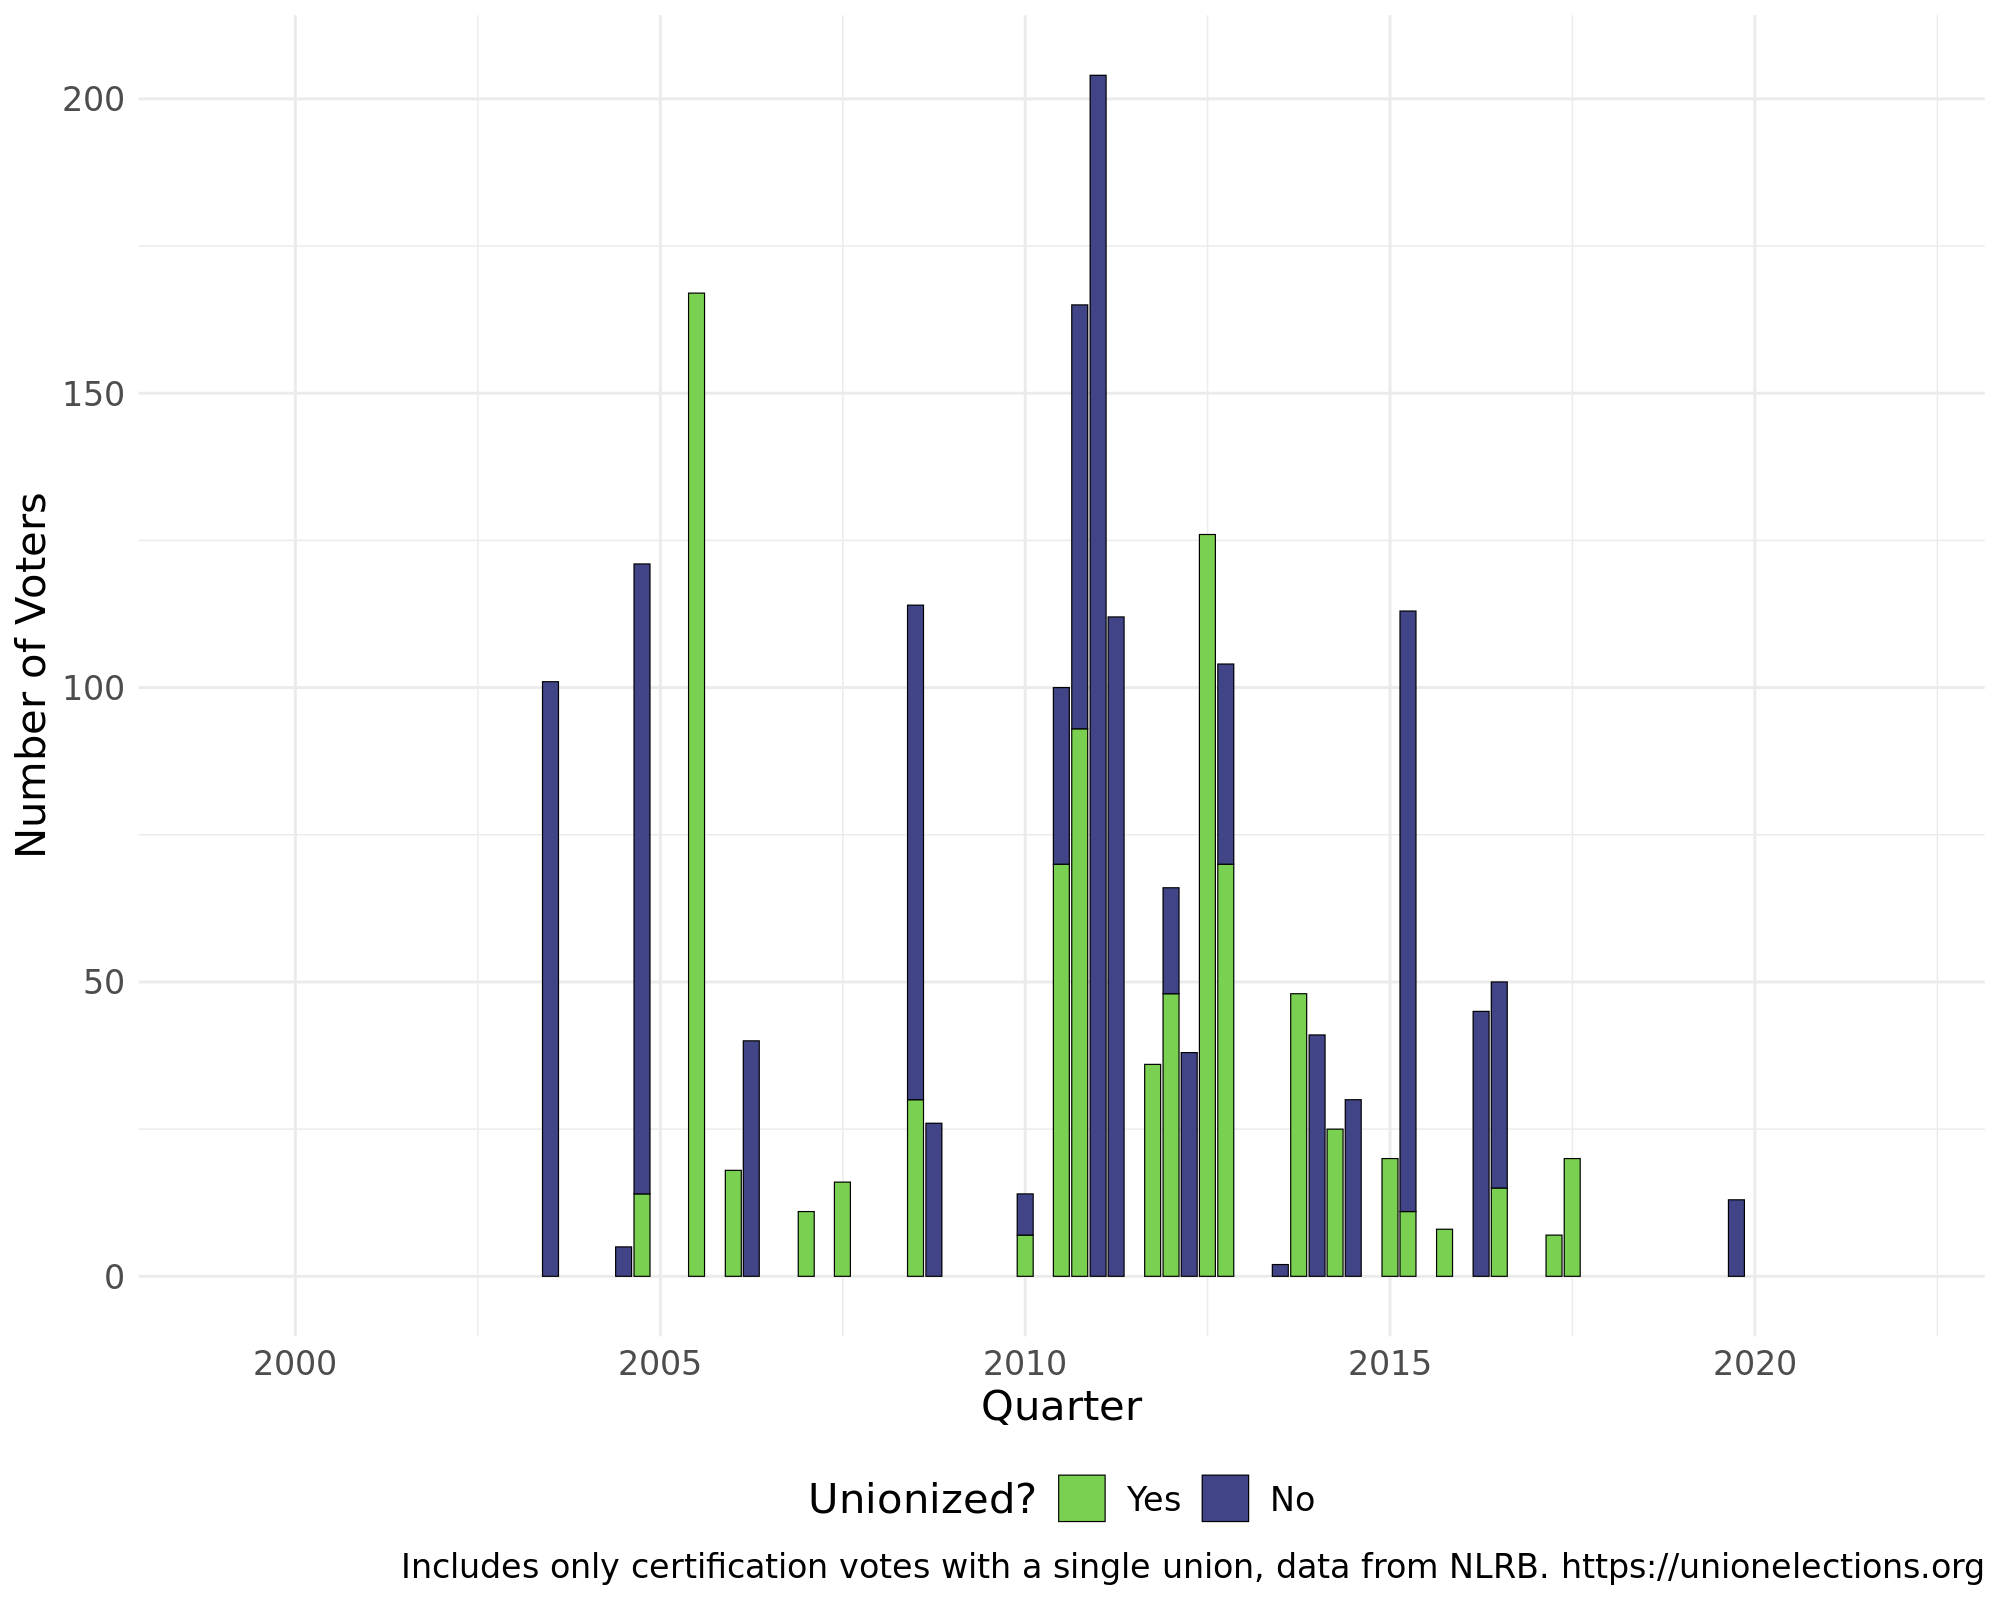 200
150
100
50
0
Number of Voters
2000 2005 2010 2015 2020
Quarter
Unionized? Yes No
Includes only certification votes with a single union, data from NLRB. https://unionelections.org